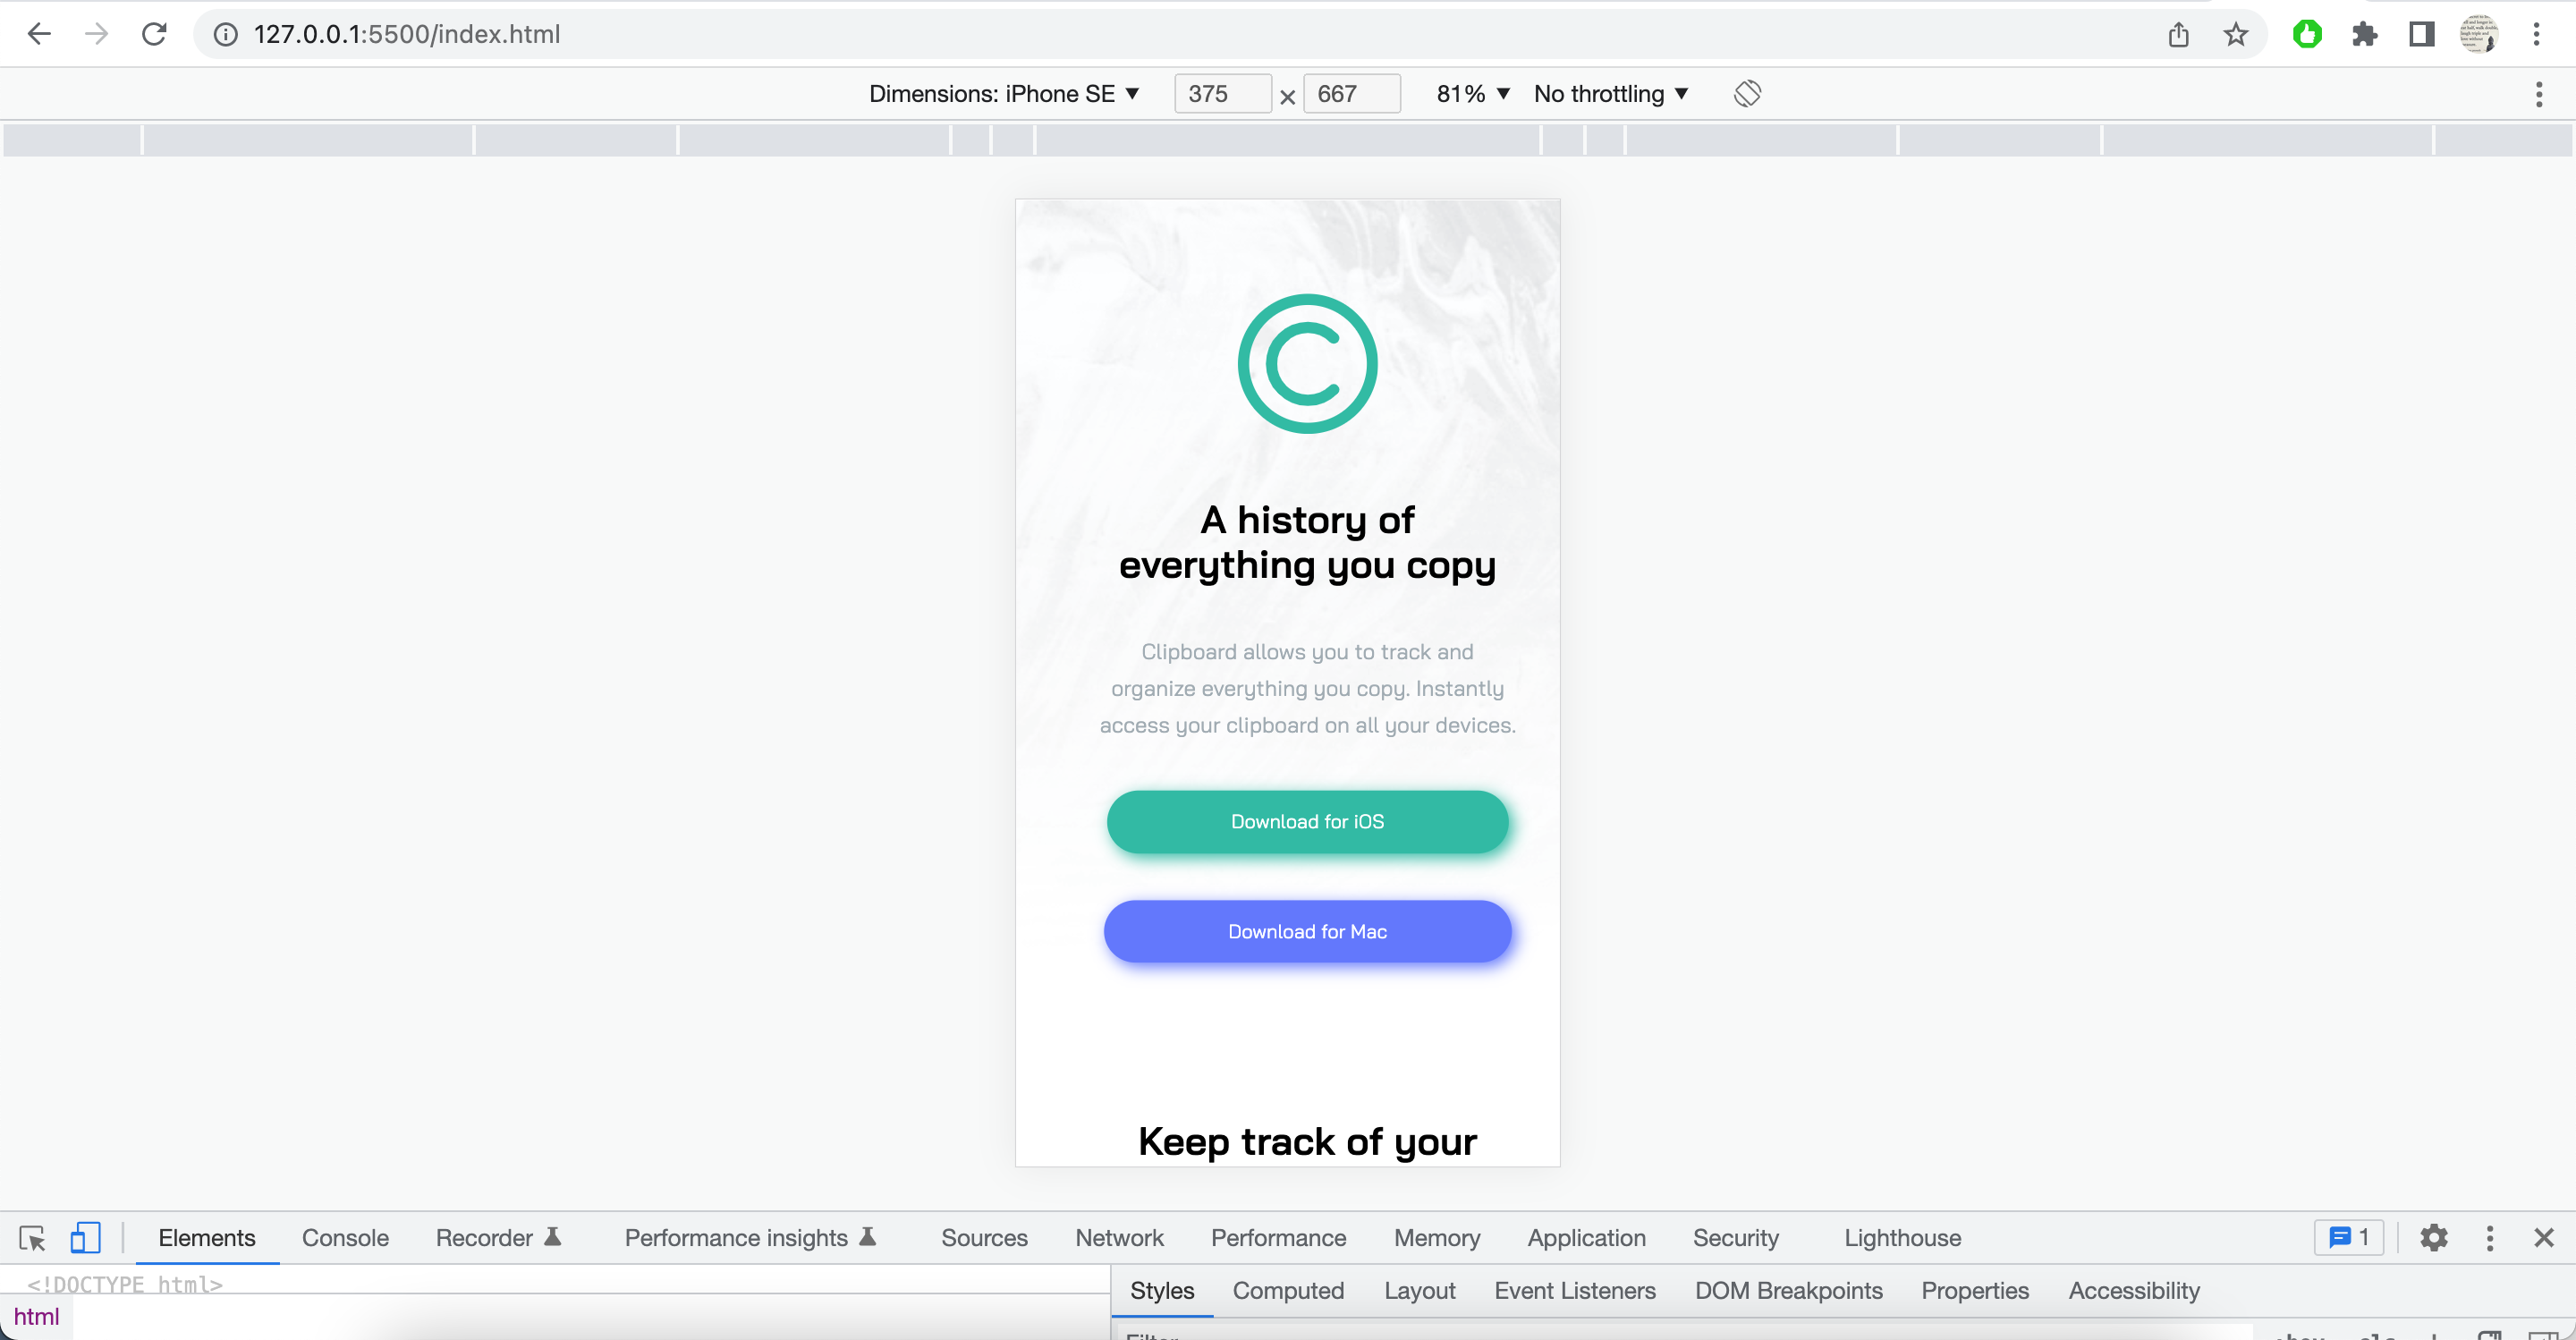 127.0.0.1:5500/index.html
Dimensions: iPhone SE ▼ 375 × 667 81% ▼ No throttling ▼
C
A history of
everything you copy
Clipboard allows you to track and
organize everything you copy. Instantly
access your clipboard on all your devices.
Download for iOS
Download for Mac
Keep track of your
Elements Console Recorder Performance insights Sources Network Performance Memory Application Security Lighthouse 1
<!DOCTYPE html>
html
Styles Computed Layout Event Listeners DOM Breakpoints Properties Accessibility
Filter